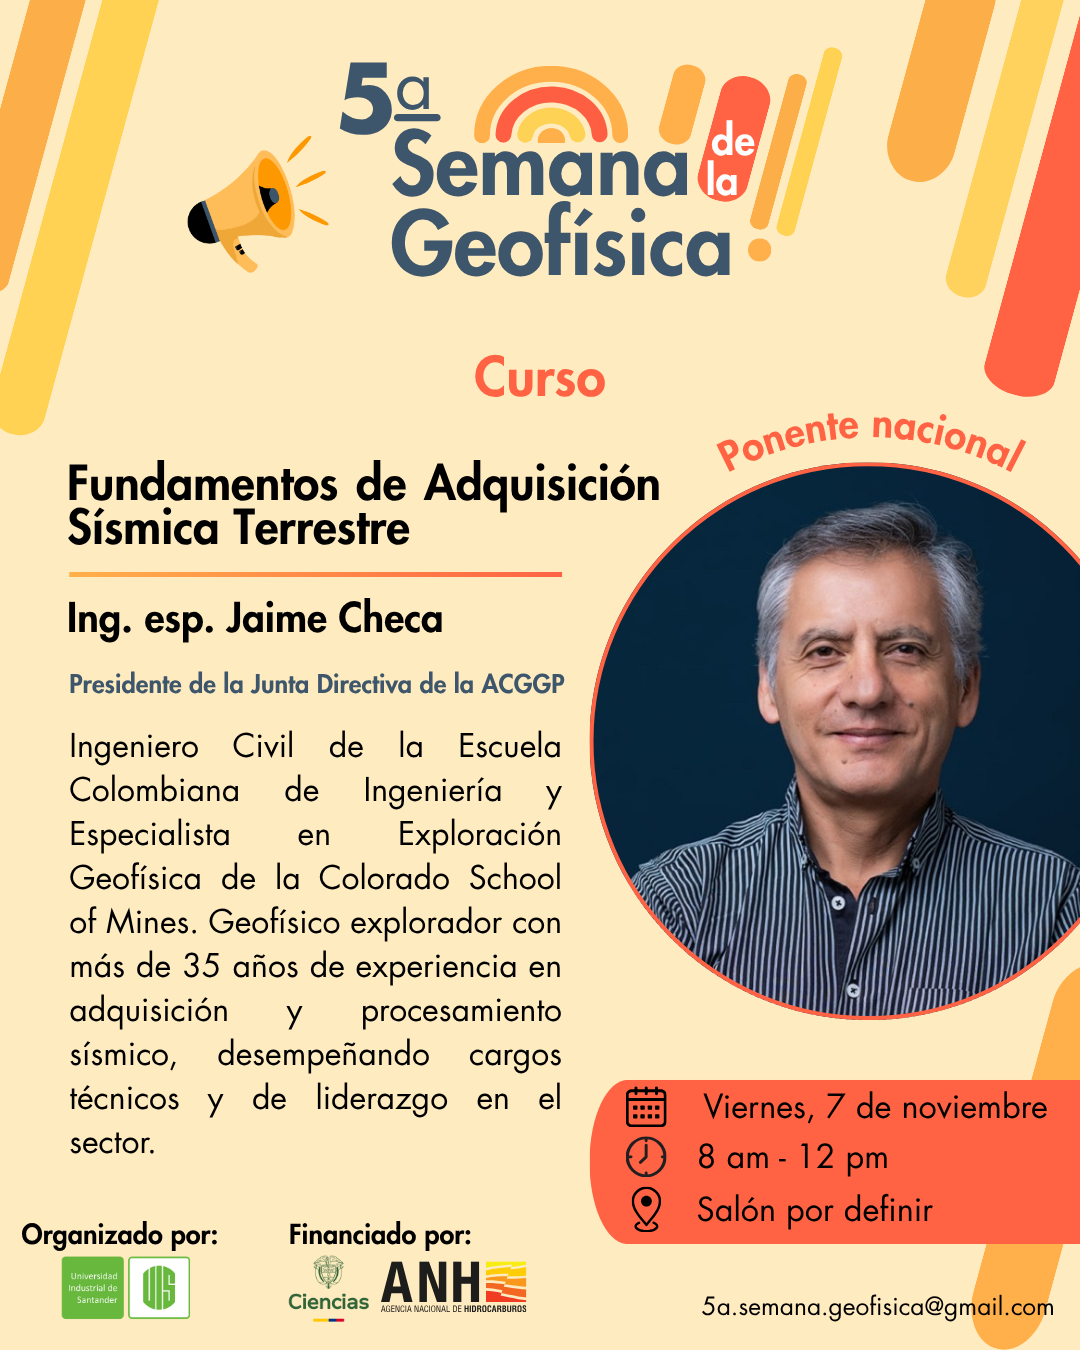 5ª
Semana de la
Geofísica
Curso
Ponente nacional
Fundamentos de Adquisición
Sísmica Terrestre
Ing. esp. Jaime Checa
Presidente de la Junta Directiva de la ACGGP
Ingeniero Civil de la Escuela
Colombiana de Ingeniería y
Especialista en Exploración
Geofísica de la Colorado School
of Mines. Geofísico explorador con
más de 35 años de experiencia en
adquisición y procesamiento
sísmico, desempeñando cargos
técnicos y de liderazgo en el
sector.
Viernes, 7 de noviembre
8 am - 12 pm
Salón por definir
Organizado por:
Universidad
Industrial de
Santander
UIS
Financiado por:
Ciencias
ANH
AGENCIA NACIONAL DE HIDROCARBUROS
5a.semana.geofisica@gmail.com